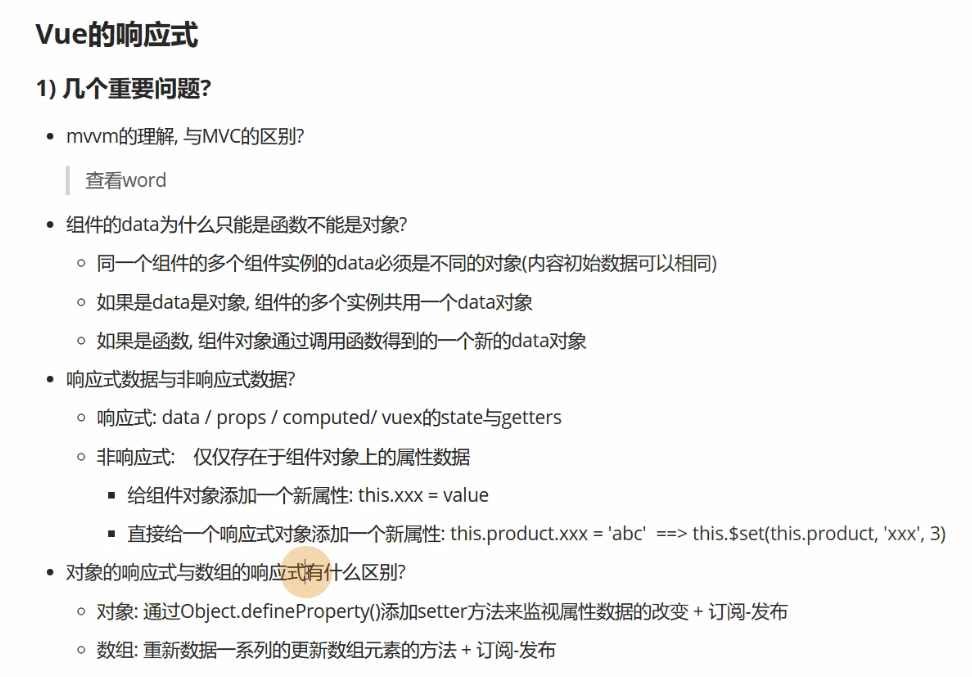 Vue的响应式
1) 几个重要问题?
mvvm的理解, 与MVC的区别?
查看word
组件的data为什么只能是函数不能是对象?
同一个组件的多个组件实例的data必须是不同的对象(内容初始数据可以相同)
如果是data是对象, 组件的多个实例共用一个data对象
如果是函数, 组件对象通过调用函数得到的一个新的data对象
响应式数据与非响应式数据?
响应式: data / props / computed/ vuex的state与getters
非响应式: 仅仅存在于组件对象上的属性数据
给组件对象添加一个新属性: this.xxx = value
直接给一个响应式对象添加一个新属性: this.product.xxx = 'abc' ==> this.$set(this.product, 'xxx', 3)
对象的响应式与数组的响应式有什么区别?
对象: 通过Object.defineProperty()添加setter方法来监视属性数据的改变 + 订阅-发布
数组: 重新数据一系列的更新数组元素的方法 + 订阅-发布